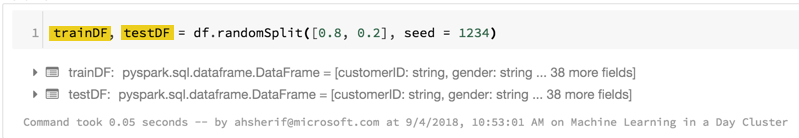 1 trainDF, testDF = df.randomSplit([0.8, 0.2], seed = 1234)
trainDF: pyspark.sql.dataframe.DataFrame = [customerID: string, gender: string ... 38 more fields]
testDF: pyspark.sql.dataframe.DataFrame = [customerID: string, gender: string ... 38 more fields]
Command took 0.05 seconds -- by ahsherif@microsoft.com at 9/4/2018, 10:53:01 AM on Machine Learning in a Day Cluster